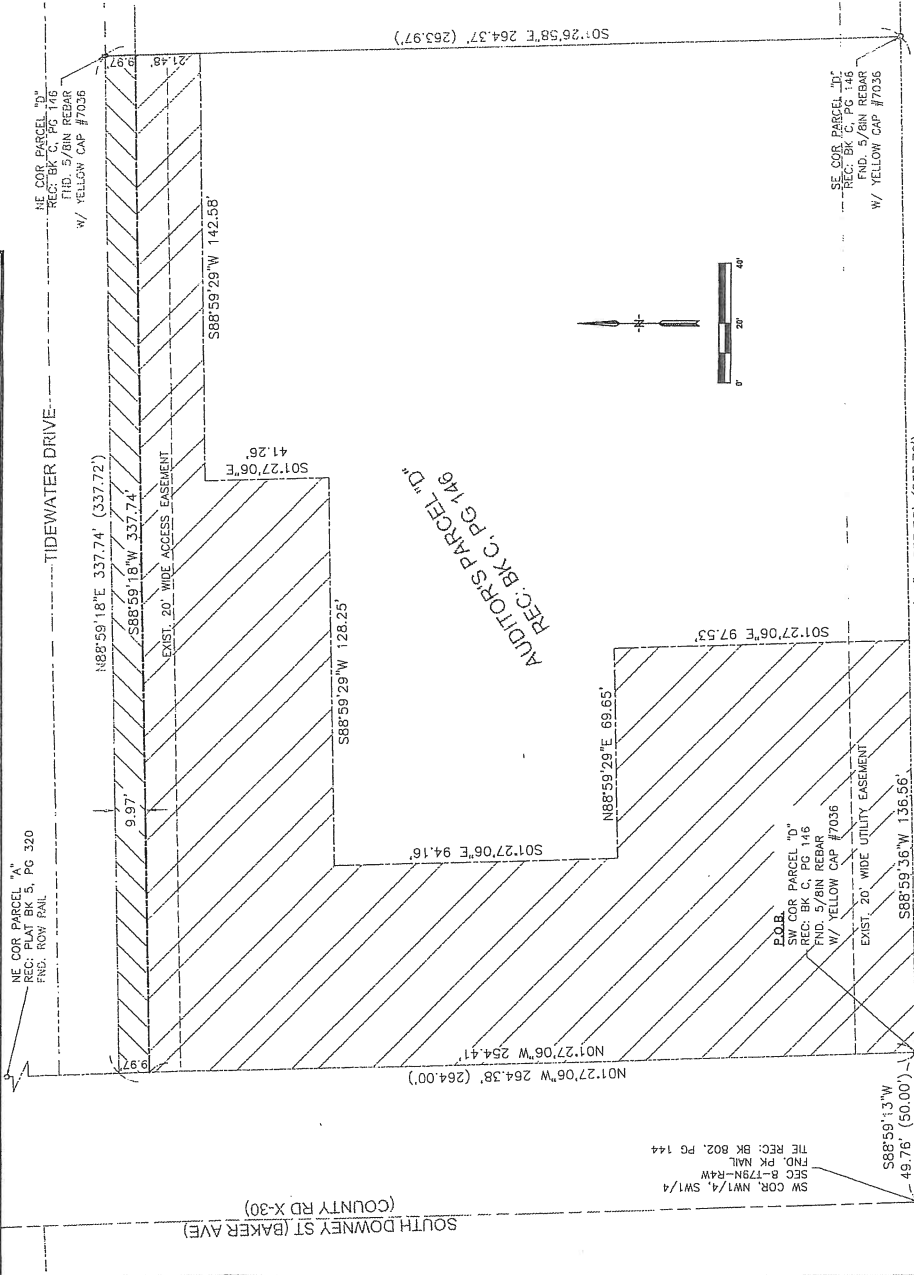 NE COR PARCEL "A"
REC: PLAT BK 5, PG 320
FND. ROW RAIL
TIDEWATER DRIVE
NE COR PARCEL "D"
REC: BK C, PG 146
FND. 5/8IN REBAR
W/ YELLOW CAP #7036
N88°59'18"E 337.74' (337.72')
S88°59'18"W 337.74'
EXIST. 20' WIDE ACCESS EASEMENT
9.97'
9.97'
9.97'
21.48'
S88°59'29"W 142.58'
S01°27'06"E
41.26'
S88°59'29"W 128.25'
S01°27'06"E 94.16'
N88°59'29"E 69.65'
S01°27'06"E 97.53'
AUDITOR'S PARCEL "D"
REC: BK C, PG 146
S01°26'58"E 264.37' (263.97')
N
0'
20'
40'
SE COR PARCEL "D"
REC: BK C, PG 146
FND. 5/8IN REBAR
W/ YELLOW CAP #7036
P.O.B.
SW COR PARCEL "D"
REC: BK C, PG 146
FND. 5/8IN REBAR
W/ YELLOW CAP #7036
EXIST. 20' WIDE UTILITY EASEMENT
S88°59'36"W 136.56'
N01°27'06"W 254.41'
N01°27'06"W 264.38' (264.00')
S88°59'13"W
49.76' (50.00')
SW COR, NW1/4, SW1/4
SEC 8-T79N-R4W
FND. PK NAIL
TIE REC: BK 802, PG 144
SOUTH DOWNEY ST (BAKER AVE)
(COUNTY RD X-30)